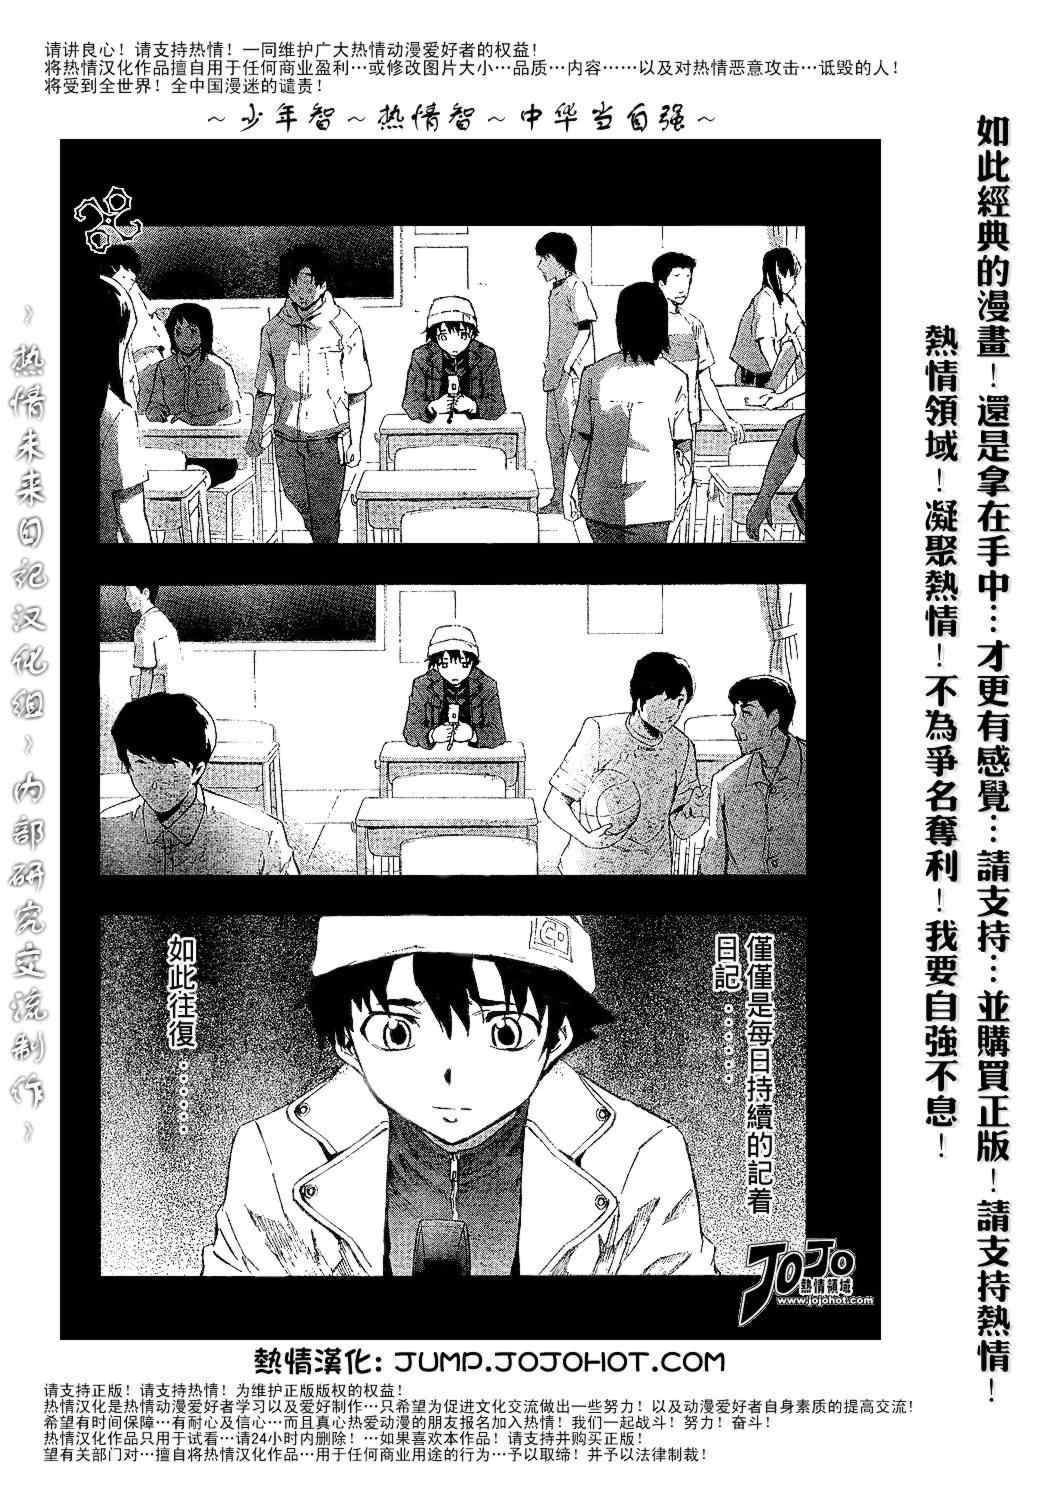 请讲良心！请支持热情！一同维护广大热情动漫爱好者的权益！
将热情汉化作品擅自用于任何商业盈利…或修改图片大小…品质…内容……以及对热情恶意攻击…诋毁的人！
将受到全世界！全中国漫迷的谴责！
～少年智～热情智～中华当自强～
如此經典的漫畫！還是拿在手中…才更有感覺…請支持…並購買正版！請支持熱情！
熱情領域！凝聚熱情！不為爭名奪利！我要自強不息！
～热情未来日记汉化组～内部研究交流制作～
CD
僅僅是每日持續的記着
日記。。。。。。
如此往復。。。。。。
JOJO
熱情領域
www.jojohot.com
熱情漢化: JUMP.JOJOHOT.COM
请支持正版！请支持热情！为维护正版版权的权益！
热情汉化是热情动漫爱好者学习以及爱好制作…只希望为促进文化交流做出一些努力！以及动漫爱好者自身素质的提高交流！
希望有时间保障…有耐心及信心…而且真心热爱动漫的朋友报名加入热情！我们一起战斗！努力！奋斗！
热情汉化作品只用于试看…请24小时内删除！…如果喜欢本作品！请支持并购买正版！
望有关部门对…擅自将热情汉化作品…用于任何商业用途的行为…予以取缔！并予以法律制裁！